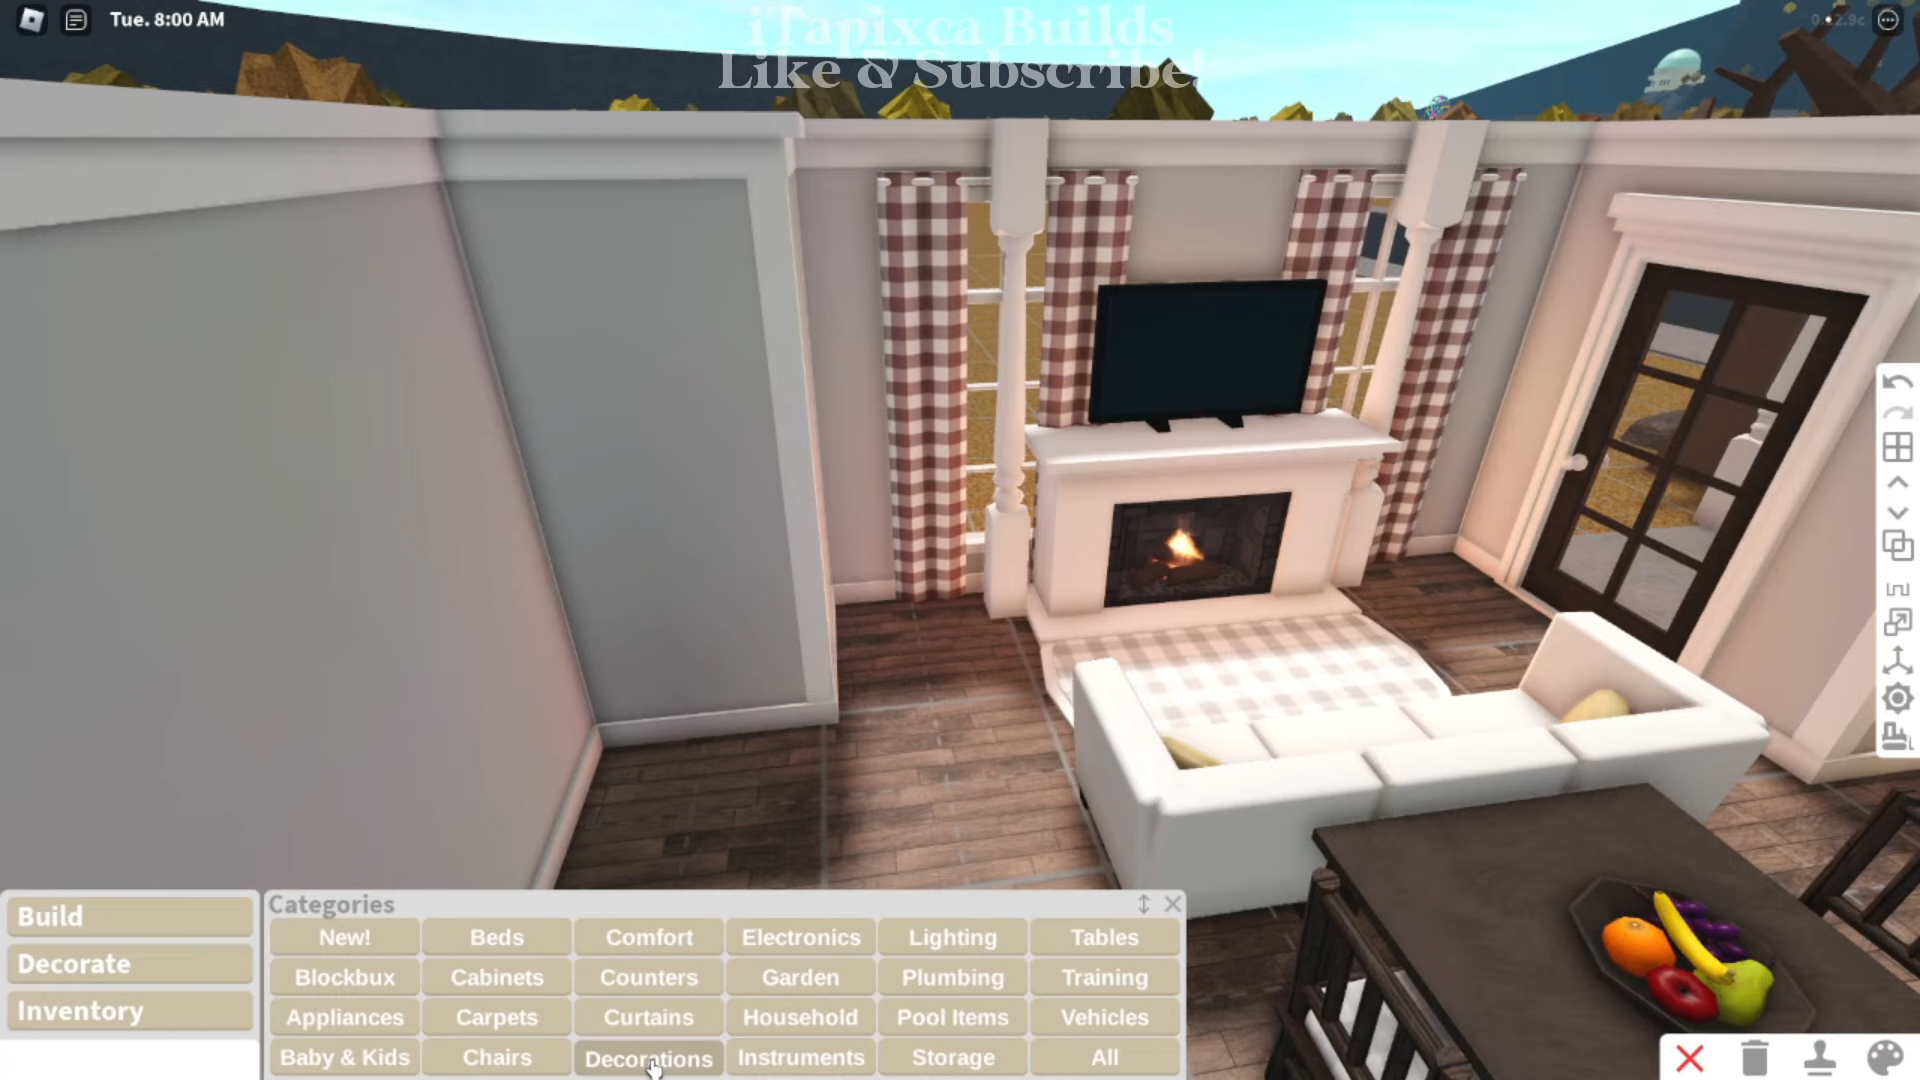 Tue. 8:00 AM
iTapixca Builds
Like & Subscribe!
Build
Decorate
Inventory
Categories
New! Beds Comfort Electronics Lighting Tables
Blockbux Cabinets Counters Garden Plumbing Training
Appliances Carpets Curtains Household Pool Items Vehicles
Baby & Kids Chairs Decorations Instruments Storage All